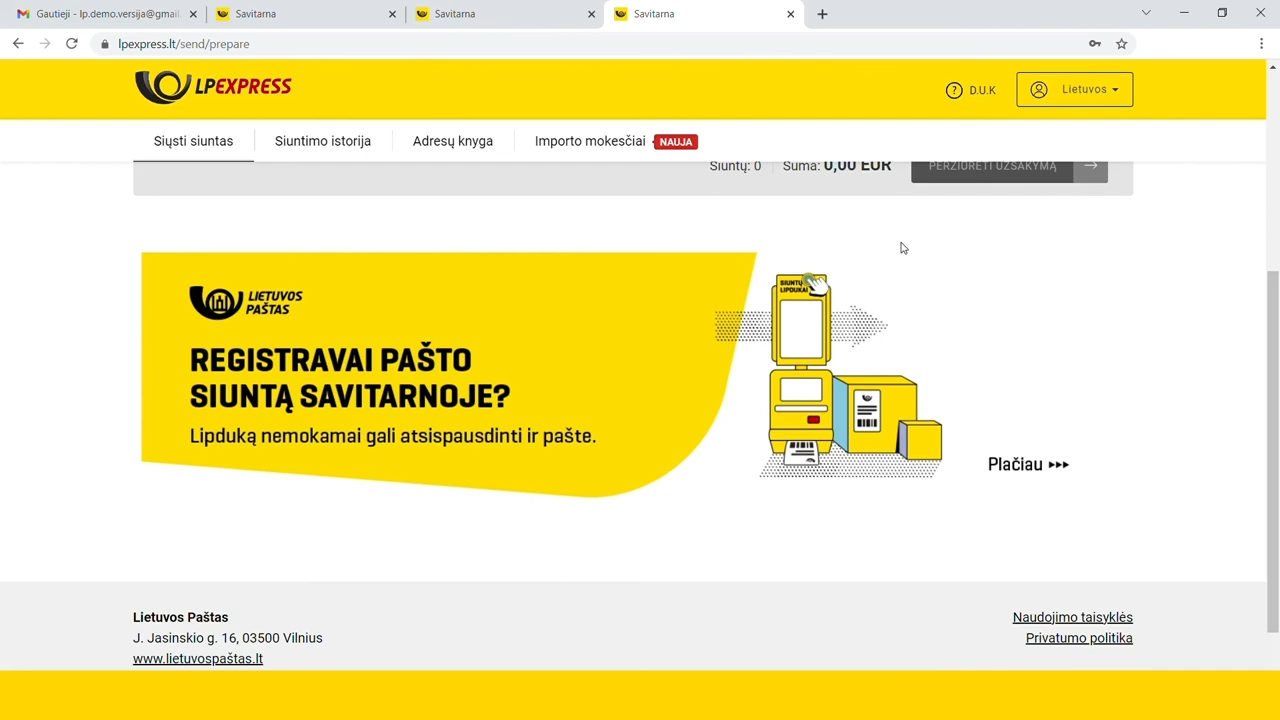 Gautieji - lp.demo.versija@gmail
Savitarna
Savitarna
Savitarna
lpexpress.lt/send/prepare
LPEXPRESS
D.U.K
Lietuvos
Siųsti siuntas
Siuntimo istorija
Adresų knyga
Importo mokesčiai
NAUJA
Siuntų: 0
Suma: 0,00 EUR
PERŽIŪRĖTI UŽSAKYMĄ
LIETUVOS
PAŠTAS
REGISTRAVAI PAŠTO
SIUNTĄ SAVITARNOJE?
Lipduką nemokamai gali atsispausdinti ir pašte.
LIPDUKAI
Plačiau
Lietuvos Paštas
J. Jasinskio g. 16, 03500 Vilnius
www.lietuvospaštas.lt
Naudojimo taisyklės
Privatumo politika